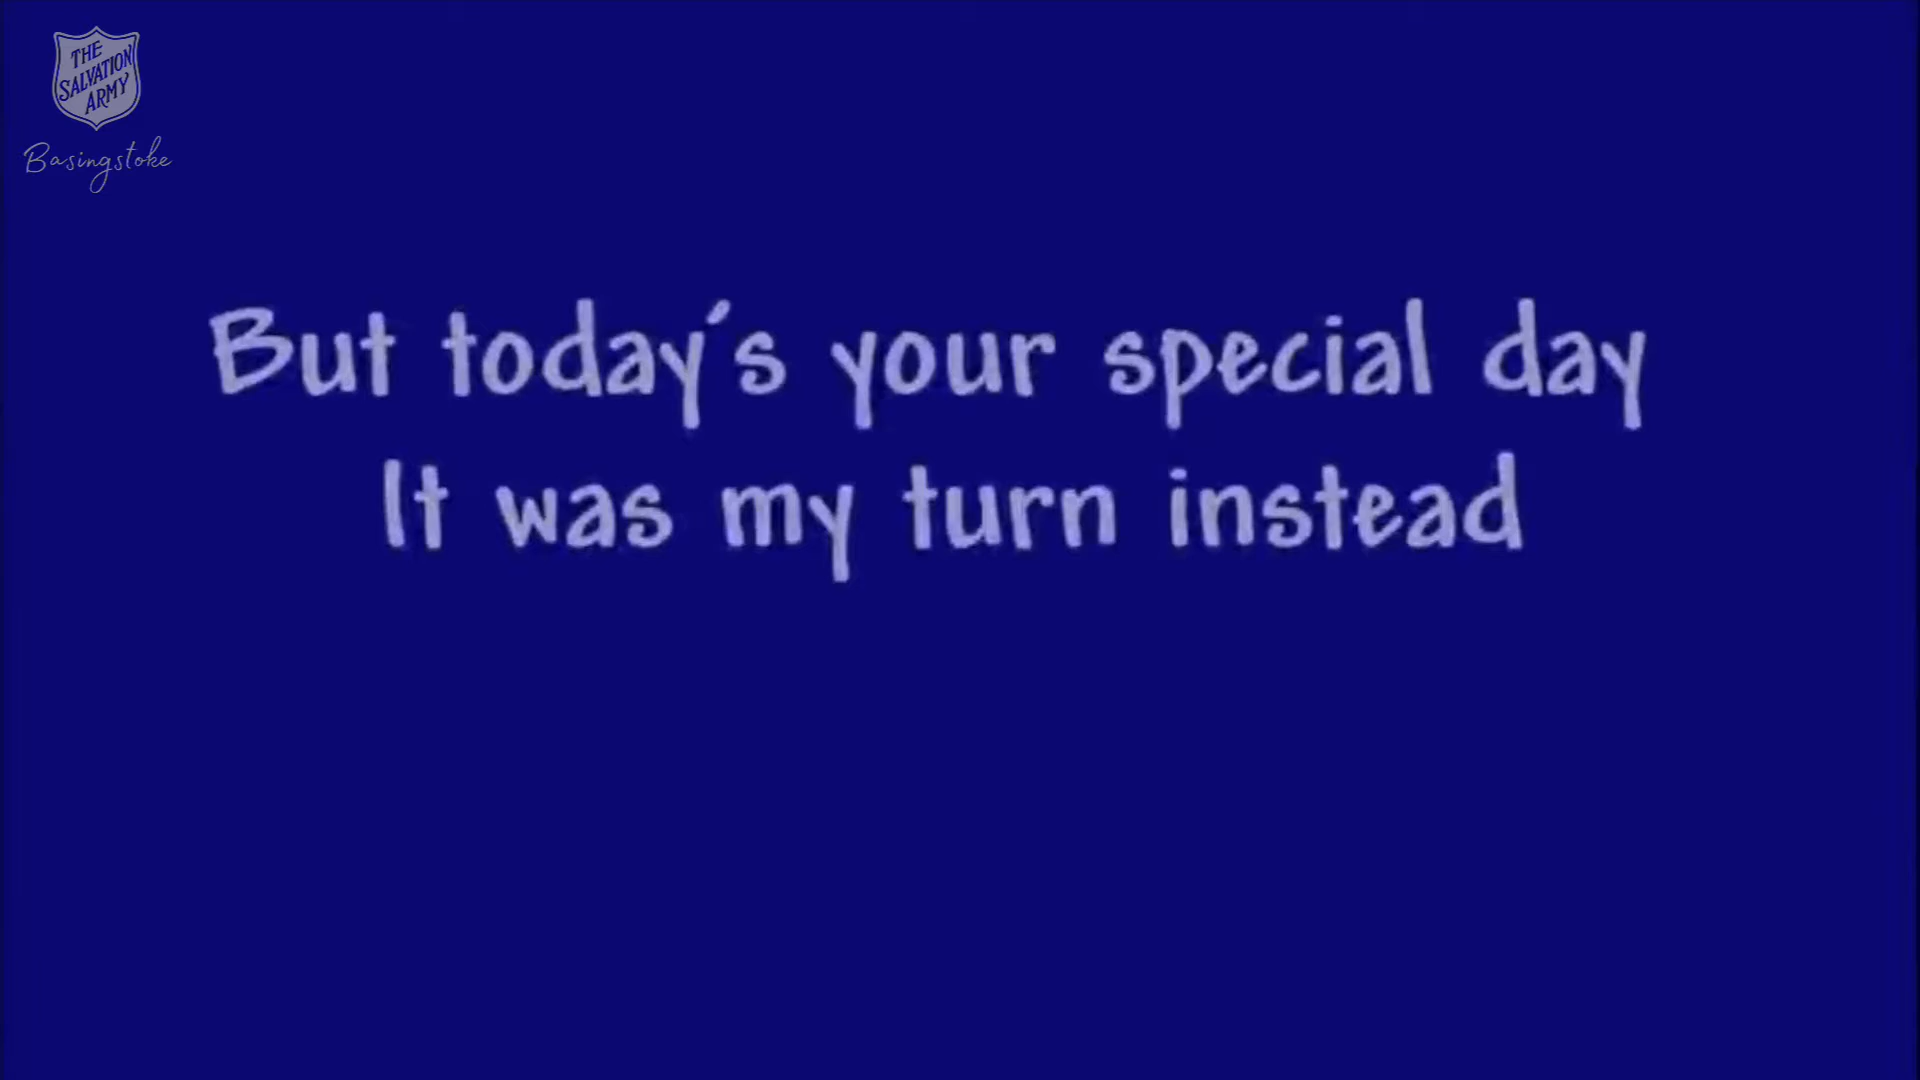 THE
SALVATION
ARMY
Basingstoke
But today's your special day
It was my turn instead